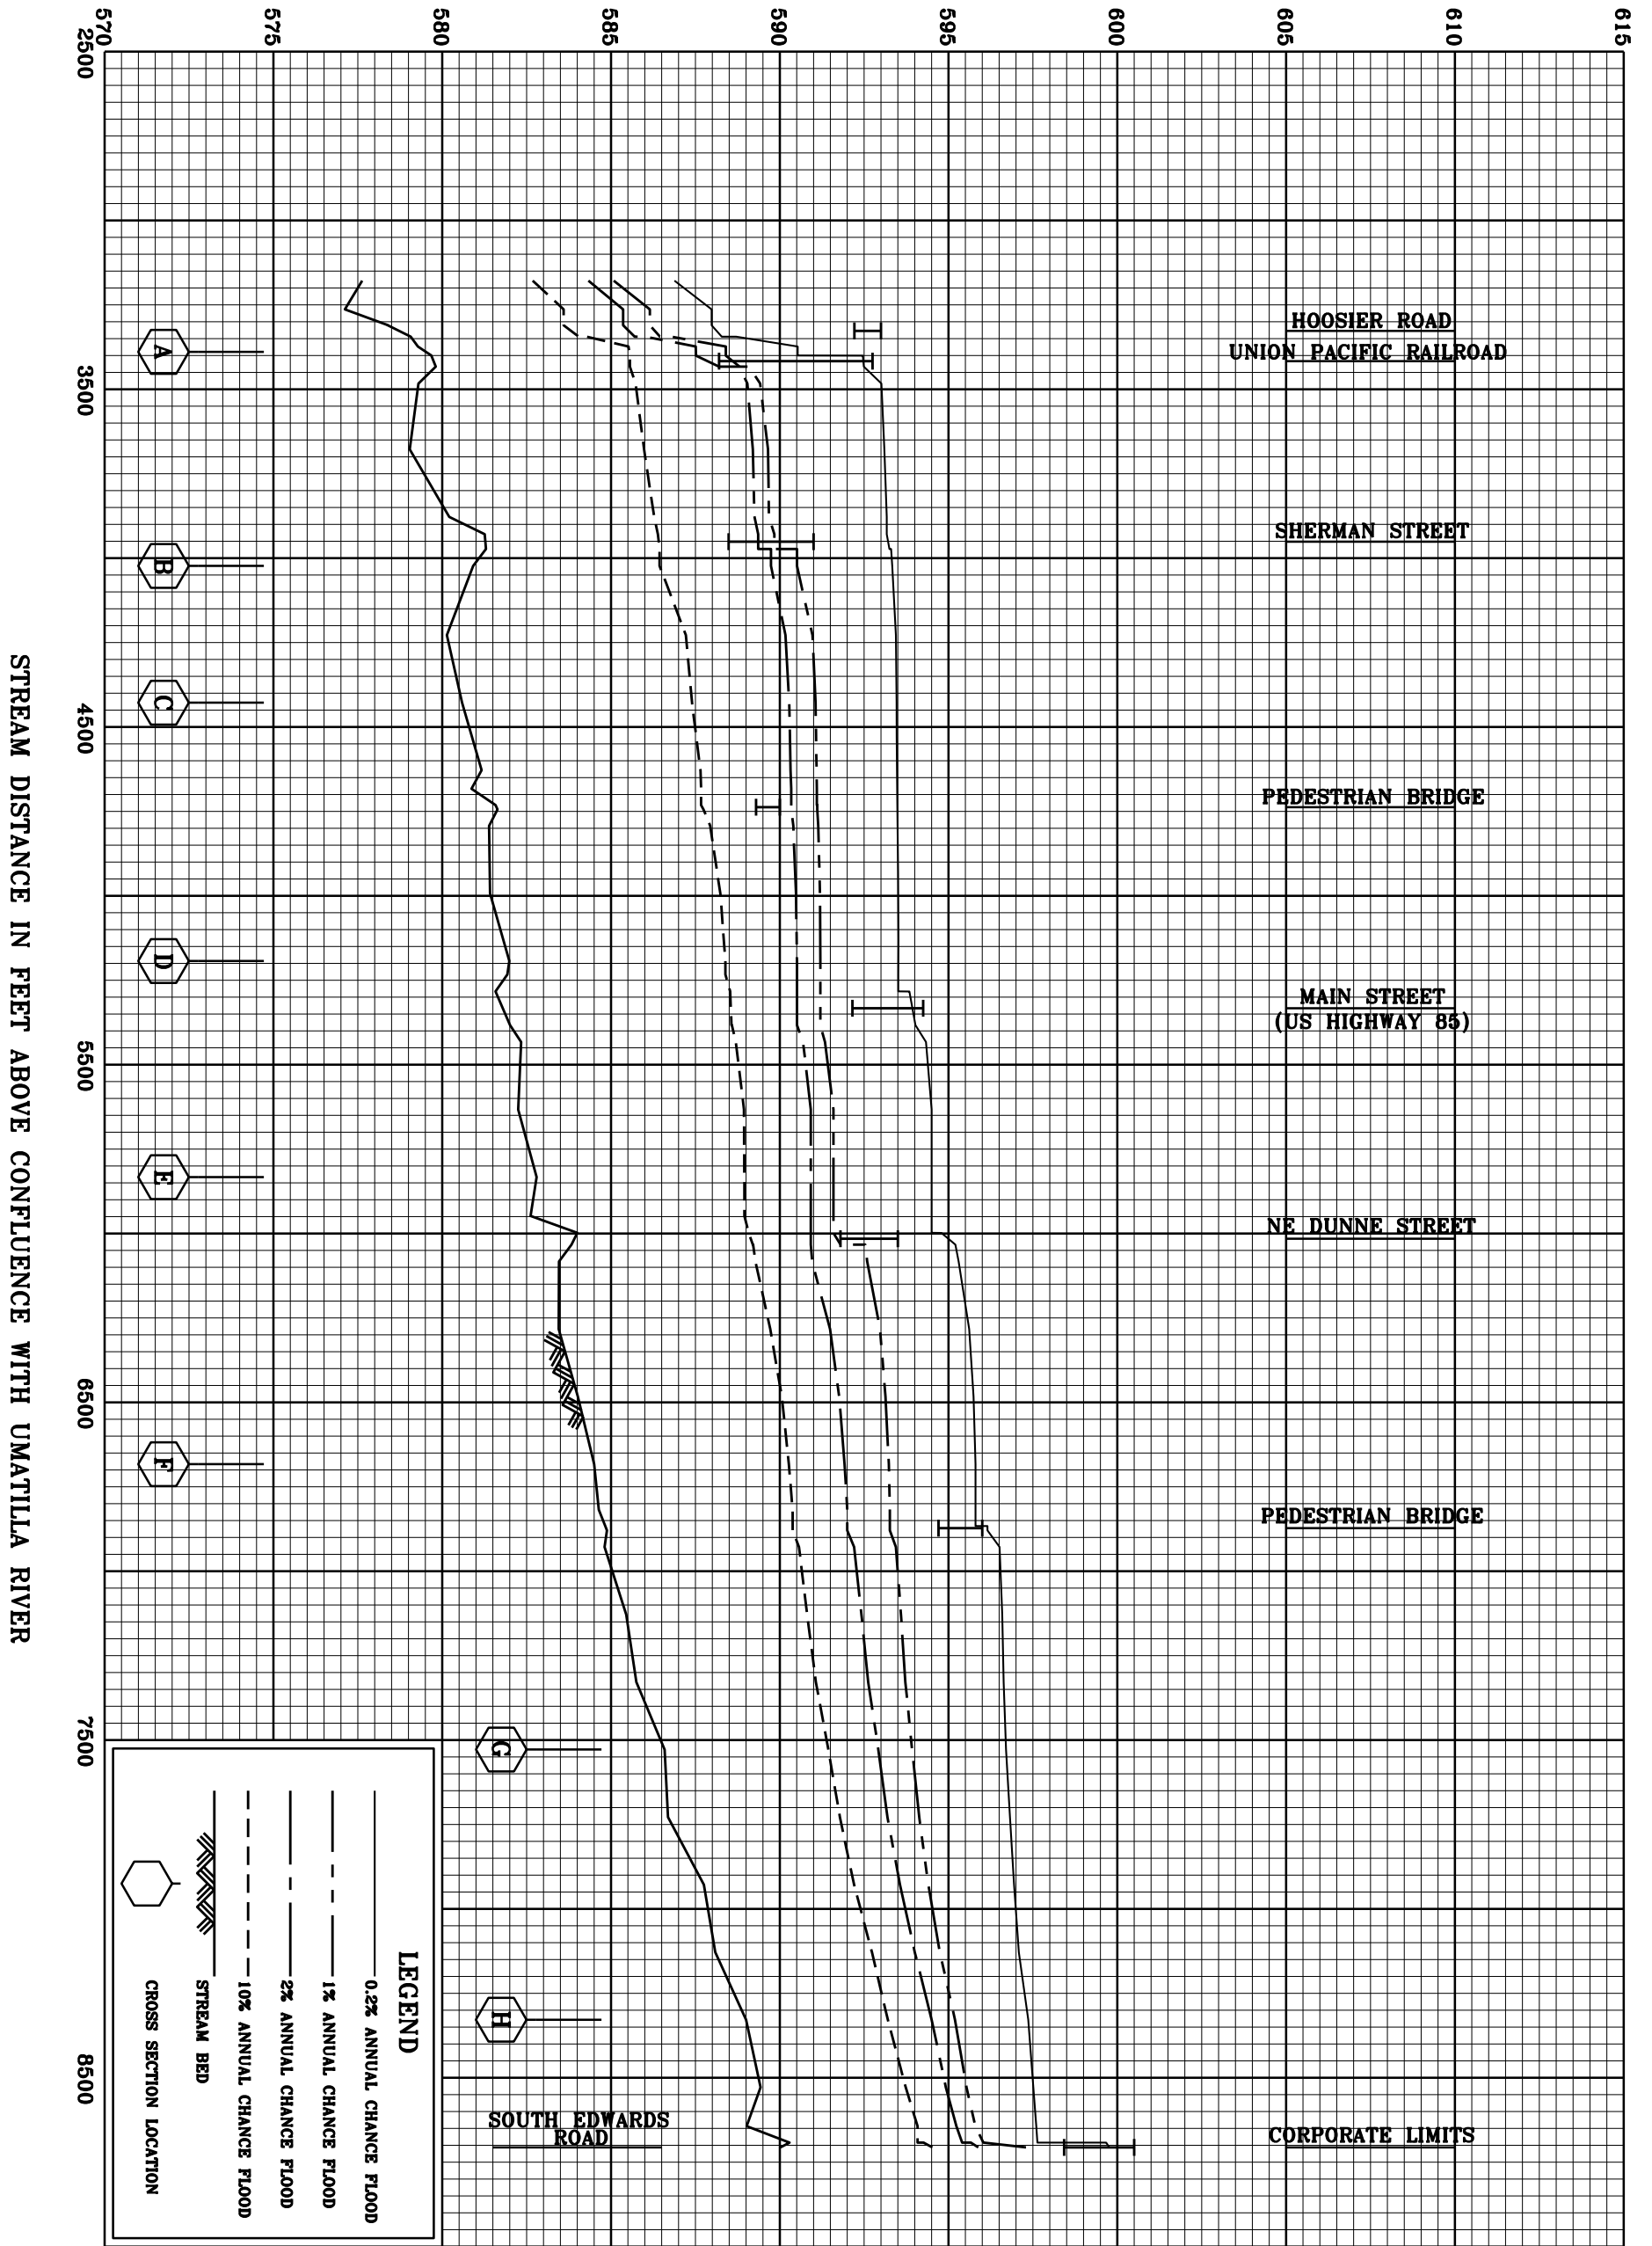 570
575
580
585
590
595
600
605
610
615
2500
3500
4500
5500
6500
7500
8500
HOOSIER ROAD
UNION PACIFIC RAILROAD
SHERMAN STREET
PEDESTRIAN BRIDGE
MAIN STREET
(US HIGHWAY 85)
NE DUNNE STREET
PEDESTRIAN BRIDGE
CORPORATE LIMITS
SOUTH EDWARDS
ROAD
A
B
C
D
E
F
G
H
LEGEND
0.2% ANNUAL CHANCE FLOOD
1% ANNUAL CHANCE FLOOD
2% ANNUAL CHANCE FLOOD
10% ANNUAL CHANCE FLOOD
STREAM BED
CROSS SECTION LOCATION
STREAM DISTANCE IN FEET ABOVE CONFLUENCE WITH UMATILLA RIVER